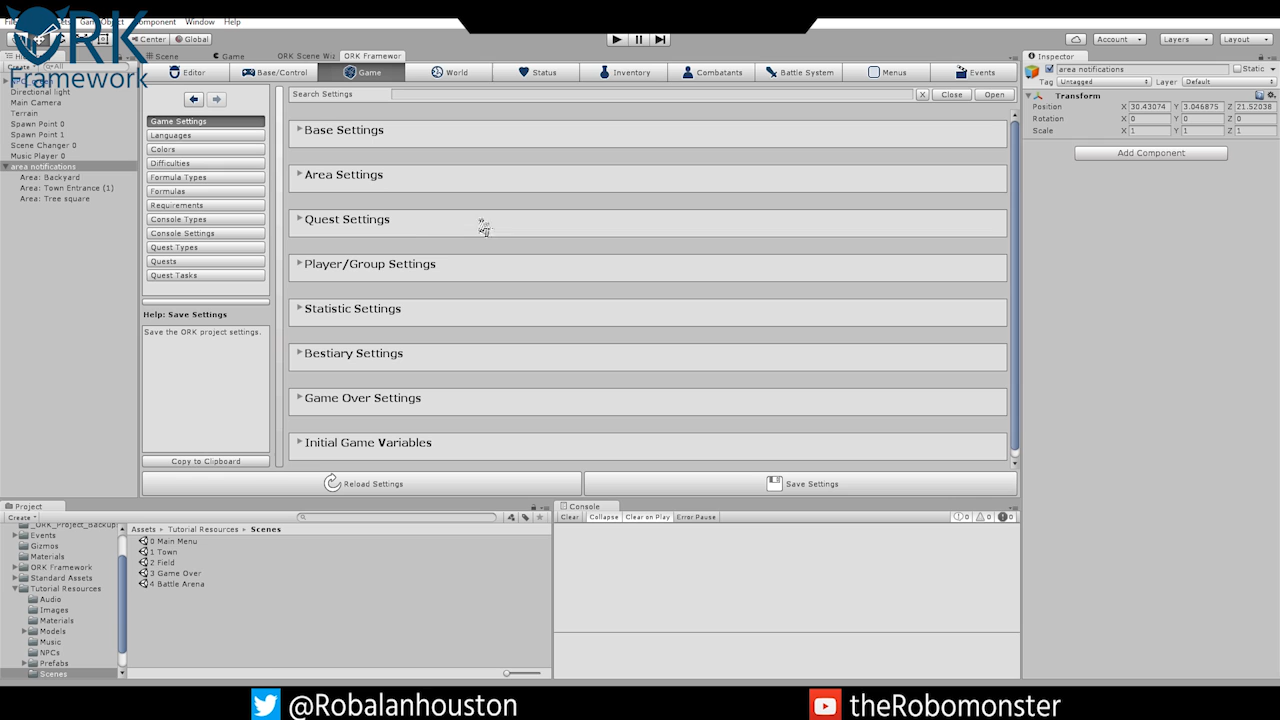 Window Help
ORK
Framework
Center Global
Account Layers Layout
Scene Game ORK Scene Wiz ORK Framewor
Inspector
Editor Base/Control Game World Status Inventory Combatants Battle System Menus Events
area notifications Static
Tag Untagged Layer Default
Transform
Position X 30.43074 Y 3.046875 Z 21.52038
Rotation X 0 Y 0 Z 0
Scale X 1 Y 1 Z 1
Add Component
Directional light
Main Camera
Terrain
Spawn Point 0
Spawn Point 1
Scene Changer 0
Music Player 0
area notifications
Area: Backyard
Area: Town Entrance (1)
Area: Tree square
Game Settings
Languages
Colors
Difficulties
Formula Types
Formulas
Requirements
Console Types
Console Settings
Quest Types
Quests
Quest Tasks
Help: Save Settings
Save the ORK project settings.
Copy to Clipboard
Search Settings X Close Open
Base Settings
Area Settings
Quest Settings
Player/Group Settings
Statistic Settings
Bestiary Settings
Game Over Settings
Initial Game Variables
Reload Settings Save Settings
Project
Create
_ORK_Project_Backup
Events
Gizmos
Materials
ORK Framework
Standard Assets
Tutorial Resources
Audio
Images
Materials
Models
Music
NPCs
Prefabs
Scenes
Assets Tutorial Resources Scenes
0 Main Menu
1 Town
2 Field
3 Game Over
4 Battle Arena
Console
Clear Collapse Clear on Play Error Pause 0 0 0
@Robalanhouston theRobomonster